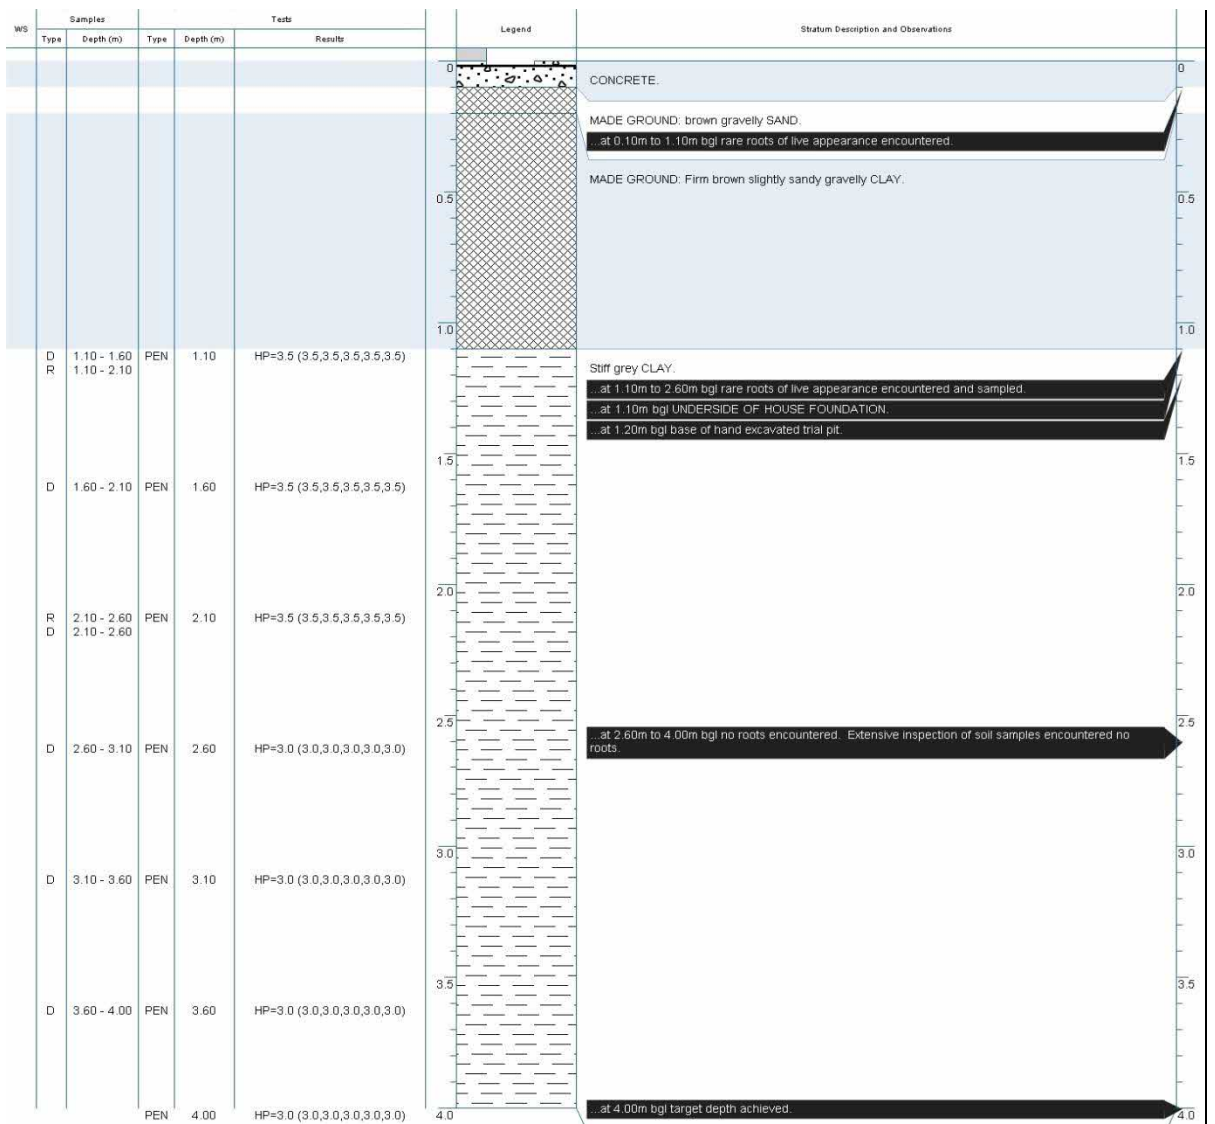 WS Samples Tests Legend Stratum Description and Observations
Type Depth (m) Type Depth (m) Results
0 0
CONCRETE.
MADE GROUND: brown gravelly SAND.
...at 0.10m to 1.10m bgl rare roots of live appearance encountered.
MADE GROUND: Firm brown slightly sandy gravelly CLAY.
0.5 0.5
1.0 1.0
D 1.10 - 1.60 PEN 1.10 HP=3.5 (3.5,3.5,3.5,3.5,3.5)
R 1.10 - 2.10 Stiff grey CLAY.
...at 1.10m to 2.60m bgl rare roots of live appearance encountered and sampled.
...at 1.10m bgl UNDERSIDE OF HOUSE FOUNDATION.
...at 1.20m bgl base of hand excavated trial pit.
1.5 1.5
D 1.60 - 2.10 PEN 1.60 HP=3.5 (3.5,3.5,3.5,3.5,3.5)
2.0 2.0
R 2.10 - 2.60 PEN 2.10 HP=3.5 (3.5,3.5,3.5,3.5,3.5)
D 2.10 - 2.60
2.5 2.5
...at 2.60m to 4.00m bgl no roots encountered. Extensive inspection of soil samples encountered no
roots.
D 2.60 - 3.10 PEN 2.60 HP=3.0 (3.0,3.0,3.0,3.0,3.0)
3.0 3.0
D 3.10 - 3.60 PEN 3.10 HP=3.0 (3.0,3.0,3.0,3.0,3.0)
3.5 3.5
D 3.60 - 4.00 PEN 3.60 HP=3.0 (3.0,3.0,3.0,3.0,3.0)
...at 4.00m bgl target depth achieved.
PEN 4.00 HP=3.0 (3.0,3.0,3.0,3.0,3.0) 4.0 4.0